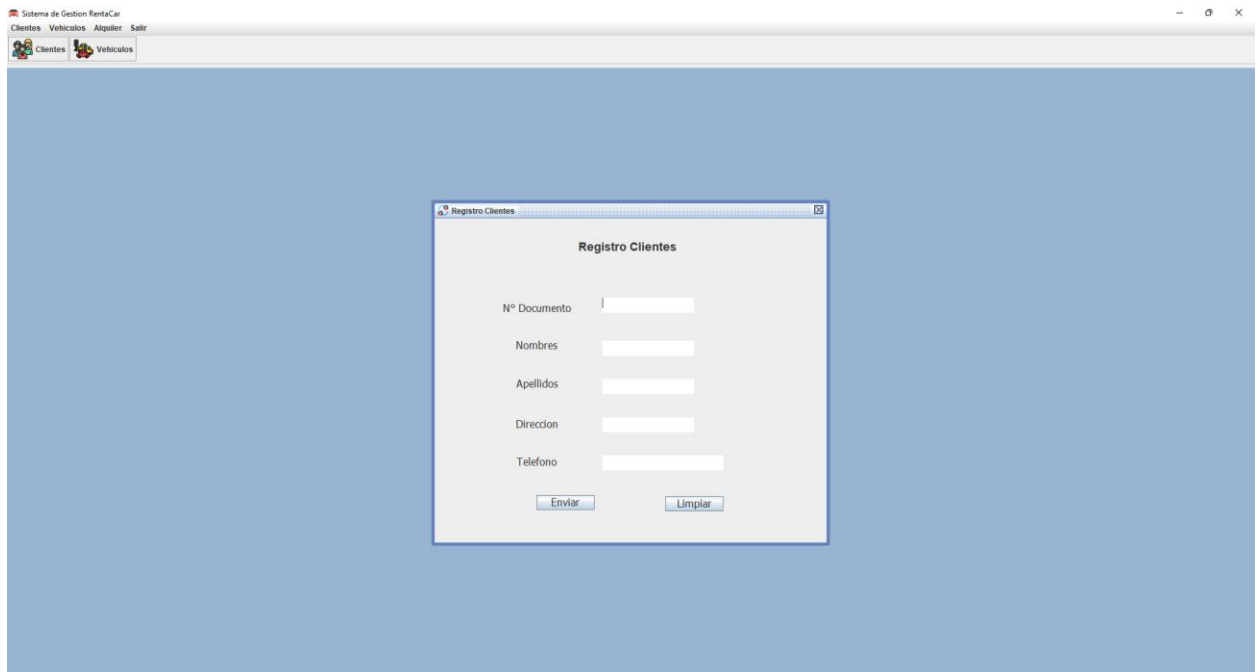 Sistema de Gestion RentaCar
Clientes Vehiculos Alquiler Salir
Clientes Vehiculos
Registro Clientes
Registro Clientes
Nº Documento
Nombres
Apellidos
Direccion
Telefono
Enviar Limpiar